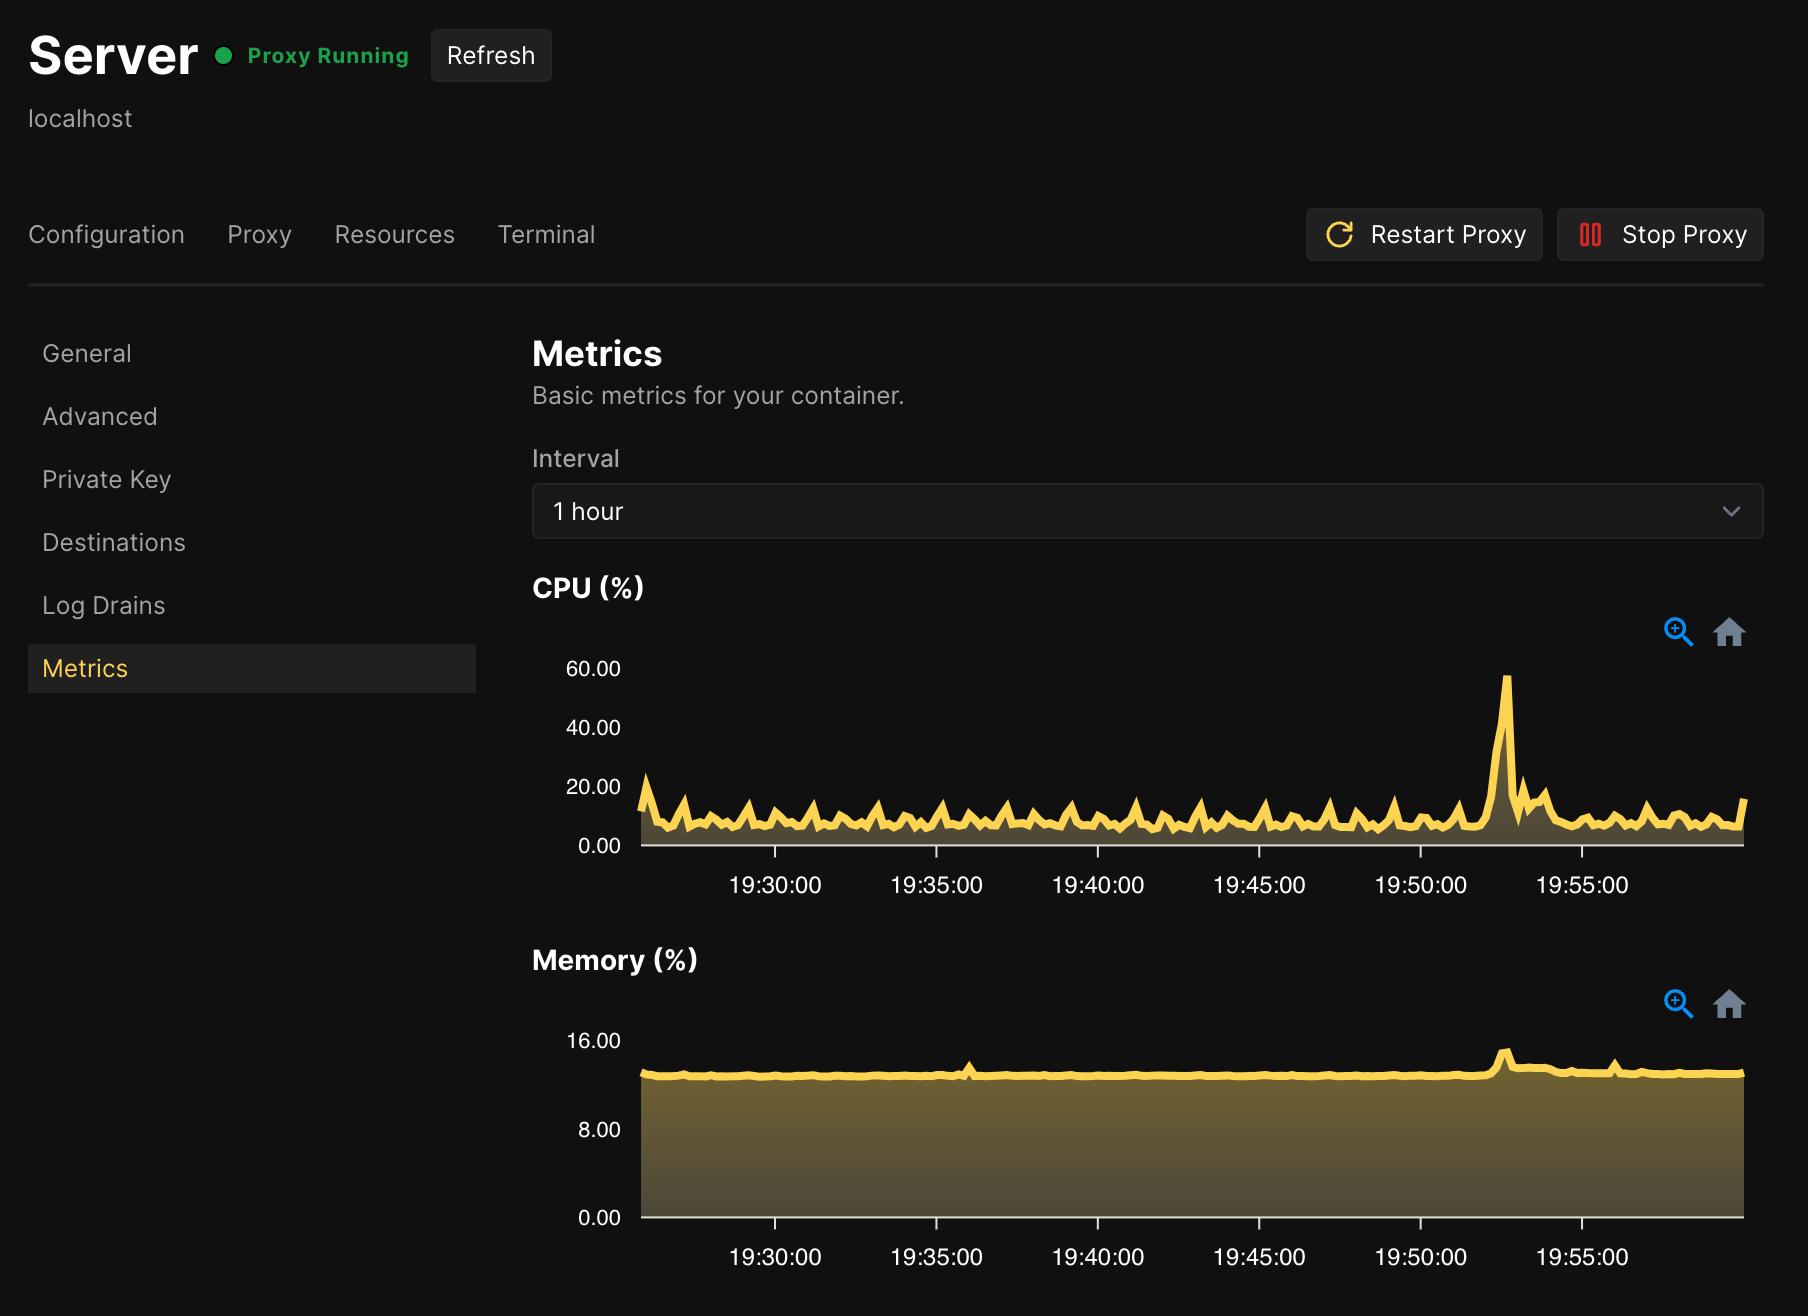 Server Proxy Running Refresh
localhost
Configuration Proxy Resources Terminal Restart Proxy Stop Proxy
General
Advanced
Private Key
Destinations
Log Drains
Metrics
Metrics
Basic metrics for your container.
Interval
1 hour
CPU (%)
60.00
40.00
20.00
0.00
19:30:00 19:35:00 19:40:00 19:45:00 19:50:00 19:55:00
Memory (%)
16.00
8.00
0.00
19:30:00 19:35:00 19:40:00 19:45:00 19:50:00 19:55:00